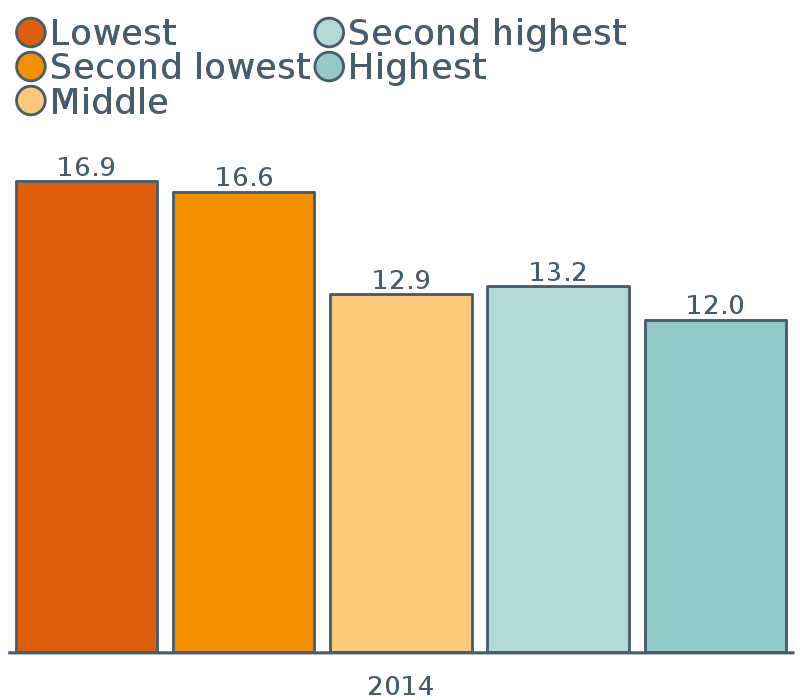 Lowest
Second lowest
Middle
Second highest
Highest
16.9
16.6
12.9
13.2
12.0
2014